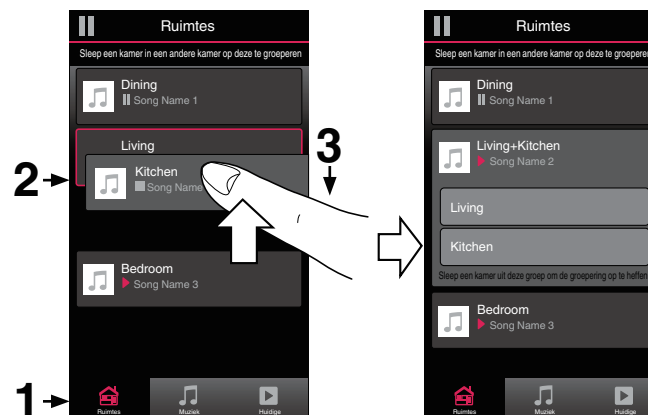 Ruimtes
Sleep een kamer in een andere kamer op deze te groeperen
Dining
Song Name 1
Living
Kitchen
Song Name
Bedroom
Song Name 3
Ruimtes
Muziek
Huidige
2
3
1
Ruimtes
Sleep een kamer in een andere kamer op deze te groeperen
Dining
Song Name 1
Living+Kitchen
Song Name 2
Living
Kitchen
Sleep een kamer uit deze groep om de groepering op te heffen
Bedroom
Song Name 3
Ruimtes
Muziek
Huidige